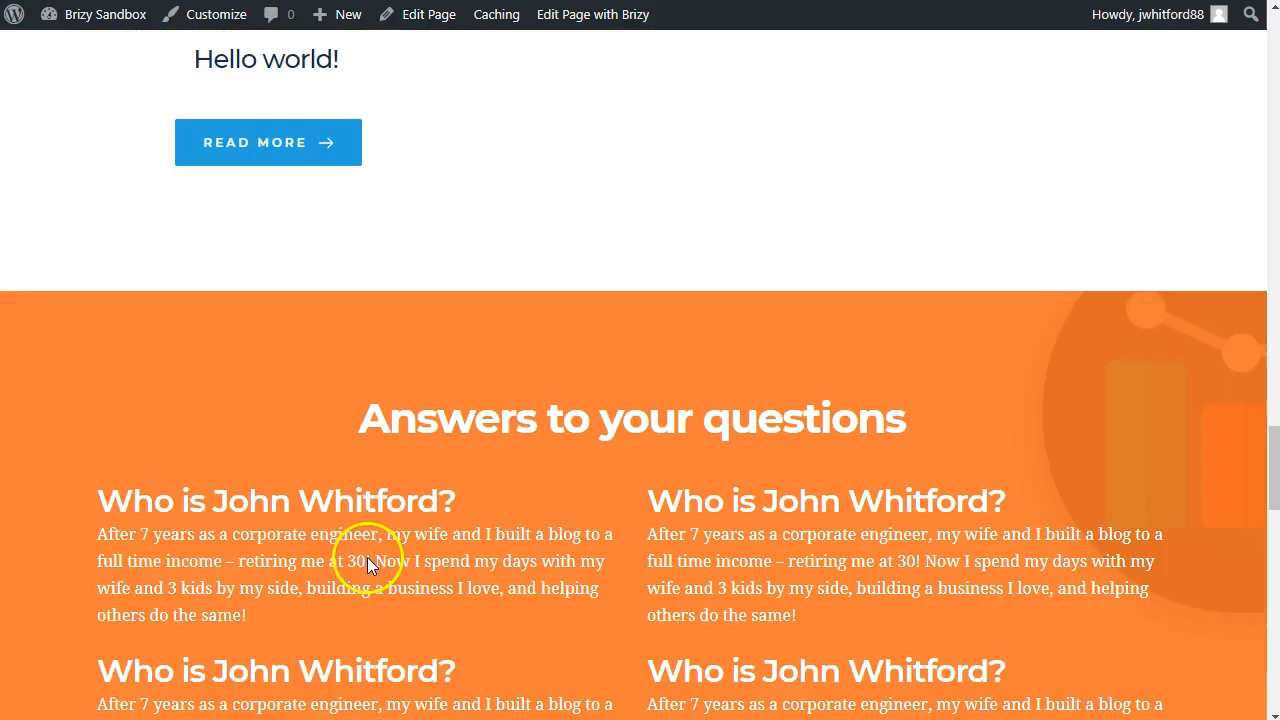 Brizy Sandbox Customize 0 New Edit Page Caching Edit Page with Brizy Howdy, jwhitford88
Hello world!
READ MORE →
Answers to your questions
Who is John Whitford?
After 7 years as a corporate engineer, my wife and I built a blog to a
full time income – retiring me at 30! Now I spend my days with my
wife and 3 kids by my side, building a business I love, and helping
others do the same!
Who is John Whitford?
After 7 years as a corporate engineer, my wife and I built a blog to a
full time income – retiring me at 30! Now I spend my days with my
wife and 3 kids by my side, building a business I love, and helping
others do the same!
Who is John Whitford?
After 7 years as a corporate engineer, my wife and I built a blog to a
Who is John Whitford?
After 7 years as a corporate engineer, my wife and I built a blog to a